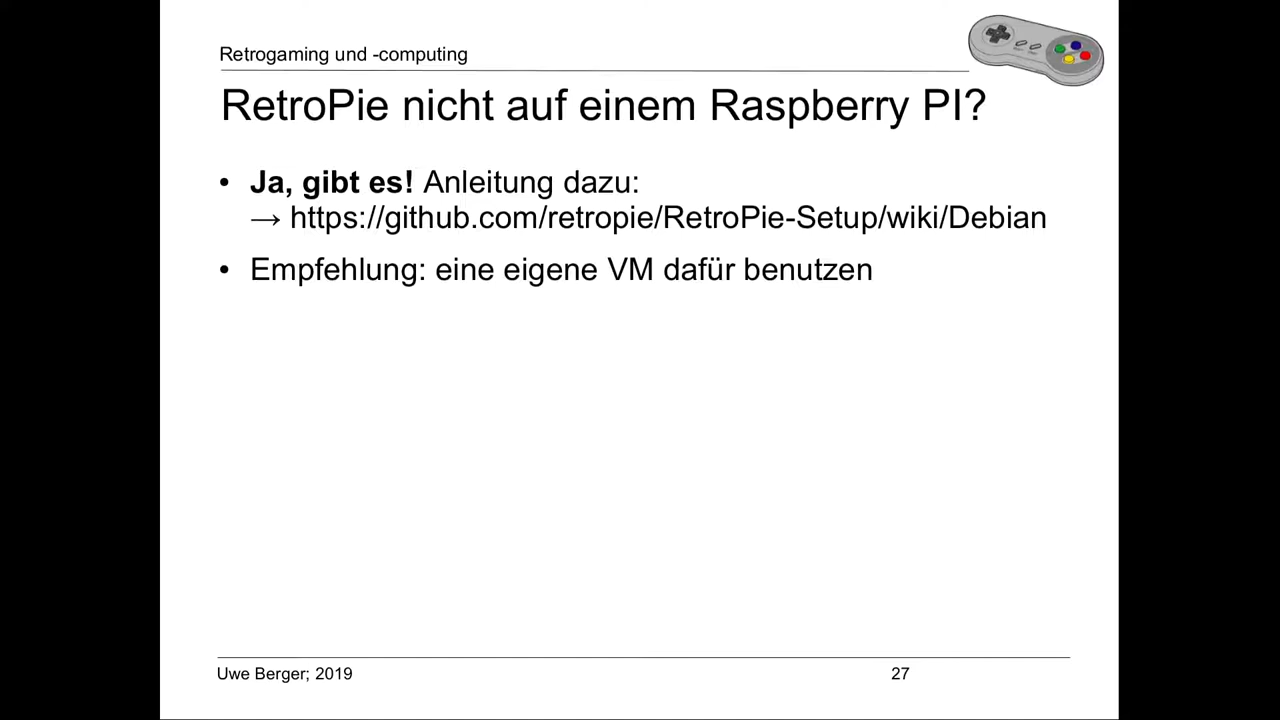 Retrogaming und -computing
RetroPie nicht auf einem Raspberry PI?
• Ja, gibt es! Anleitung dazu:
→ https://github.com/retropie/RetroPie-Setup/wiki/Debian
• Empfehlung: eine eigene VM dafür benutzen
Uwe Berger; 2019
27